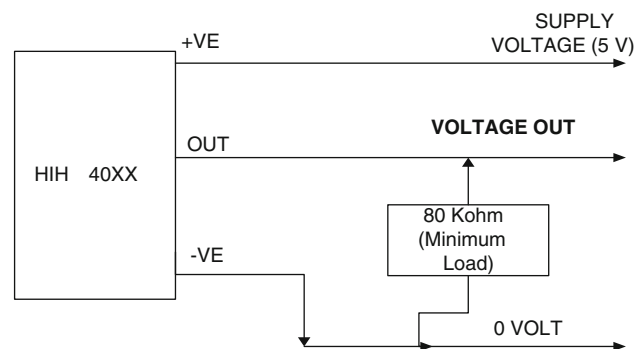 SUPPLY
VOLTAGE (5 V)
+VE
VOLTAGE OUT
OUT
HIH 40XX
80 Kohm
(Minimum
Load)
-VE
0 VOLT